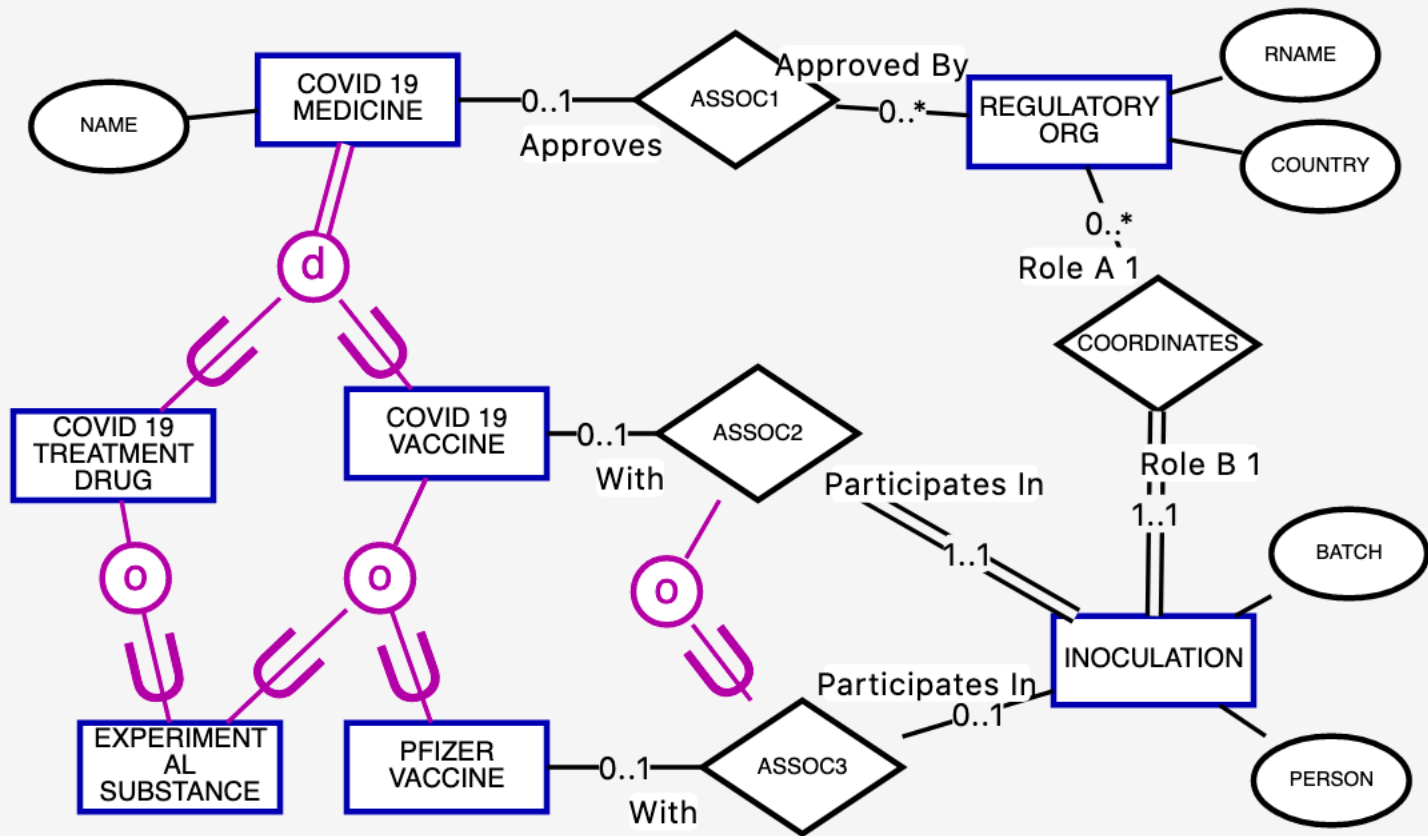 RNAME
Approved By
COVID 19
MEDICINE
0..1
ASSOC1
0..*
REGULATORY
ORG
NAME
Approves
COUNTRY
0..*
d
Role A 1
COORDINATES
COVID 19
TREATMENT
DRUG
COVID 19
VACCINE
0..1
ASSOC2
With
Participates In
Role B 1
1..1
1..1
BATCH
o
o
o
INOCULATION
Participates In
0..1
EXPERIMENT
AL
SUBSTANCE
PFIZER
VACCINE
0..1
ASSOC3
With
PERSON